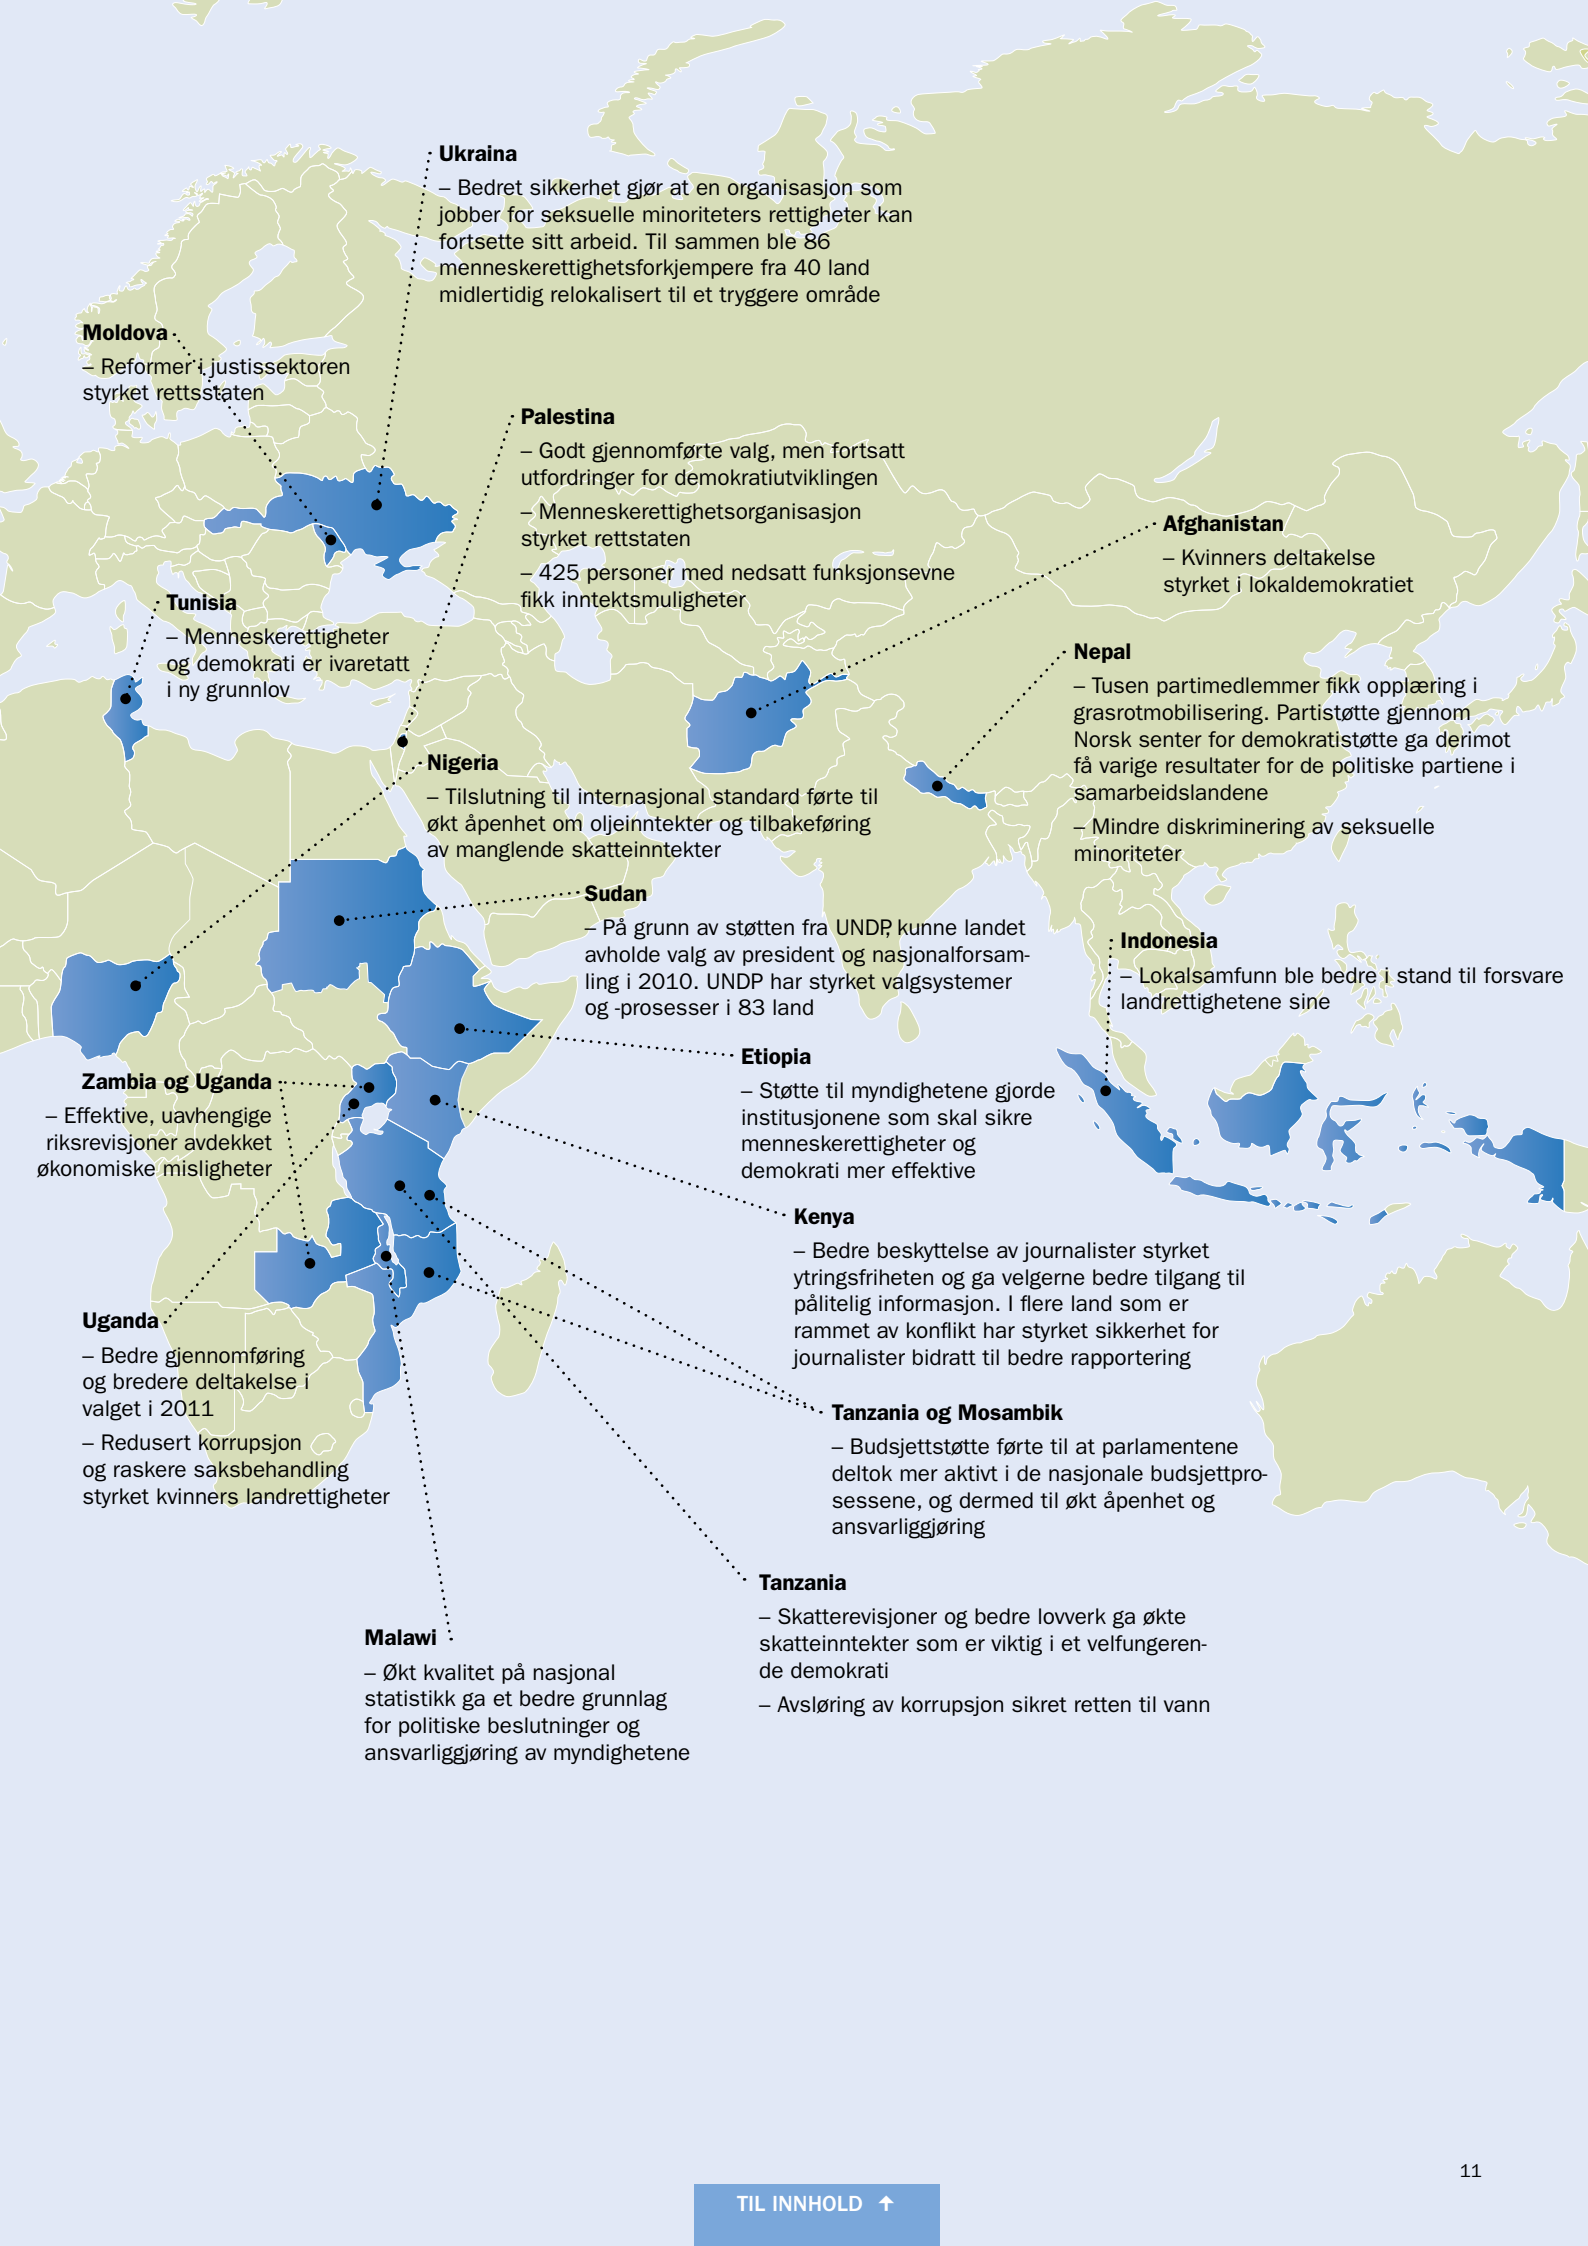 Ukraina
– Bedret sikkerhet gjør at en organisasjon som
jobber for seksuelle minoriteters rettigheter kan
fortsette sitt arbeid. Til sammen ble 86
menneskerettighetsforkjempere fra 40 land
midlertidig relokalisert til et tryggere område
Moldova
– Reformer i justissektoren
styrket rettsstaten
Palestina
– Godt gjennomførte valg, men fortsatt
utfordringer for demokratiutviklingen
– Menneskerettighetsorganisasjon
styrket rettstaten
– 425 personer med nedsatt funksjonsevne
fikk inntektsmuligheter
Afghanistan
– Kvinners deltakelse
styrket i lokaldemokratiet
Tunisia
– Menneskerettigheter
og demokrati er ivaretatt
i ny grunnlov
Nepal
– Tusen partimedlemmer fikk opplæring i
grasrotmobilisering. Partistøtte gjennom
Norsk senter for demokratistøtte ga derimot
få varige resultater for de politiske partiene i
samarbeidslandene
– Mindre diskriminering av seksuelle
minoriteter
Nigeria
– Tilslutning til internasjonal standard førte til
økt åpenhet om oljeinntekter og tilbakeføring
av manglende skatteinntekter
Sudan
– På grunn av støtten fra UNDP, kunne landet
avholde valg av president og nasjonalforsam-
ling i 2010. UNDP har styrket valgsystemer
og -prosesser i 83 land
Indonesia
– Lokalsamfunn ble bedre i stand til forsvare
landrettighetene sine
Etiopia
– Støtte til myndighetene gjorde
institusjonene som skal sikre
menneskerettigheter og
demokrati mer effektive
Zambia og Uganda
– Effektive, uavhengige
riksrevisjoner avdekket
økonomiske misligheter
Kenya
– Bedre beskyttelse av journalister styrket
ytringsfriheten og ga velgerne bedre tilgang til
pålitelig informasjon. I flere land som er
rammet av konflikt har styrket sikkerhet for
journalister bidratt til bedre rapportering
Uganda
– Bedre gjennomføring
og bredere deltakelse i
valget i 2011
– Redusert korrupsjon
og raskere saksbehandling
styrket kvinners landrettigheter
Tanzania og Mosambik
– Budsjettstøtte førte til at parlamentene
deltok mer aktivt i de nasjonale budsjettpro-
sessene, og dermed til økt åpenhet og
ansvarliggjøring
Tanzania
– Skatterevisjoner og bedre lovverk ga økte
skatteinntekter som er viktig i et velfungeren-
de demokrati
– Avsløring av korrupsjon sikret retten til vann
Malawi
– Økt kvalitet på nasjonal
statistikk ga et bedre grunnlag
for politiske beslutninger og
ansvarliggjøring av myndighetene
11
TIL INNHOLD